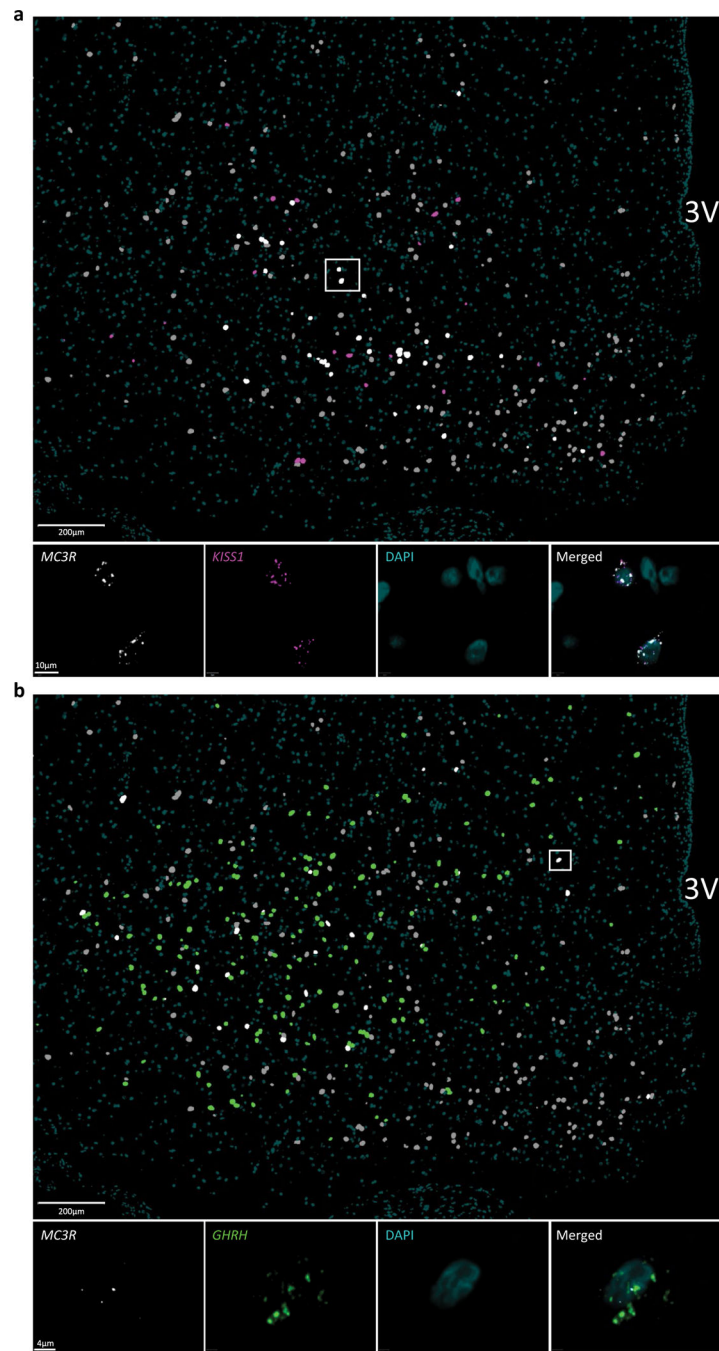 a
3V
200μm
MC3R
KISS1
DAPI
Merged
10μm
b
3V
200μm
MC3R
GHRH
DAPI
Merged
4μm